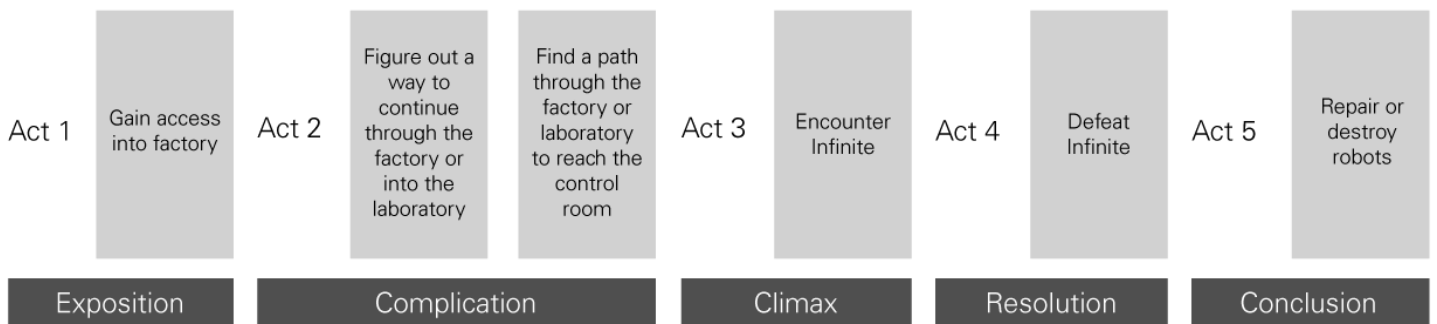 Act 1
Gain access
into factory
Exposition
Act 2
Figure out a
way to
continue
through the
factory or
into the
laboratory
Find a path
through the
factory or
laboratory
to reach the
control
room
Complication
Act 3
Encounter
Infinite
Climax
Act 4
Defeat
Infinite
Resolution
Act 5
Repair or
destroy
robots
Conclusion